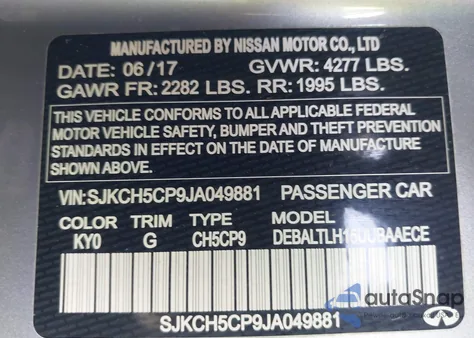 MANUFACTURED BY NISSAN MOTOR CO., LTD
DATE: 06/17 GVWR: 4277 LBS.
GAWR FR: 2282 LBS. RR: 1995 LBS.
THIS VEHICLE CONFORMS TO ALL APPLICABLE FEDERAL
MOTOR VEHICLE SAFETY, BUMPER AND THEFT PREVENTION
STANDARDS IN EFFECT ON THE DATE OF MANUFACTURE
SHOWN ABOVE.
VIN:SJKCH5CP9JA049881 PASSENGER CAR
COLOR TRIM TYPE MODEL
KY0 G CH5CP9
SJKCH5CP9JA049881
autoSnap